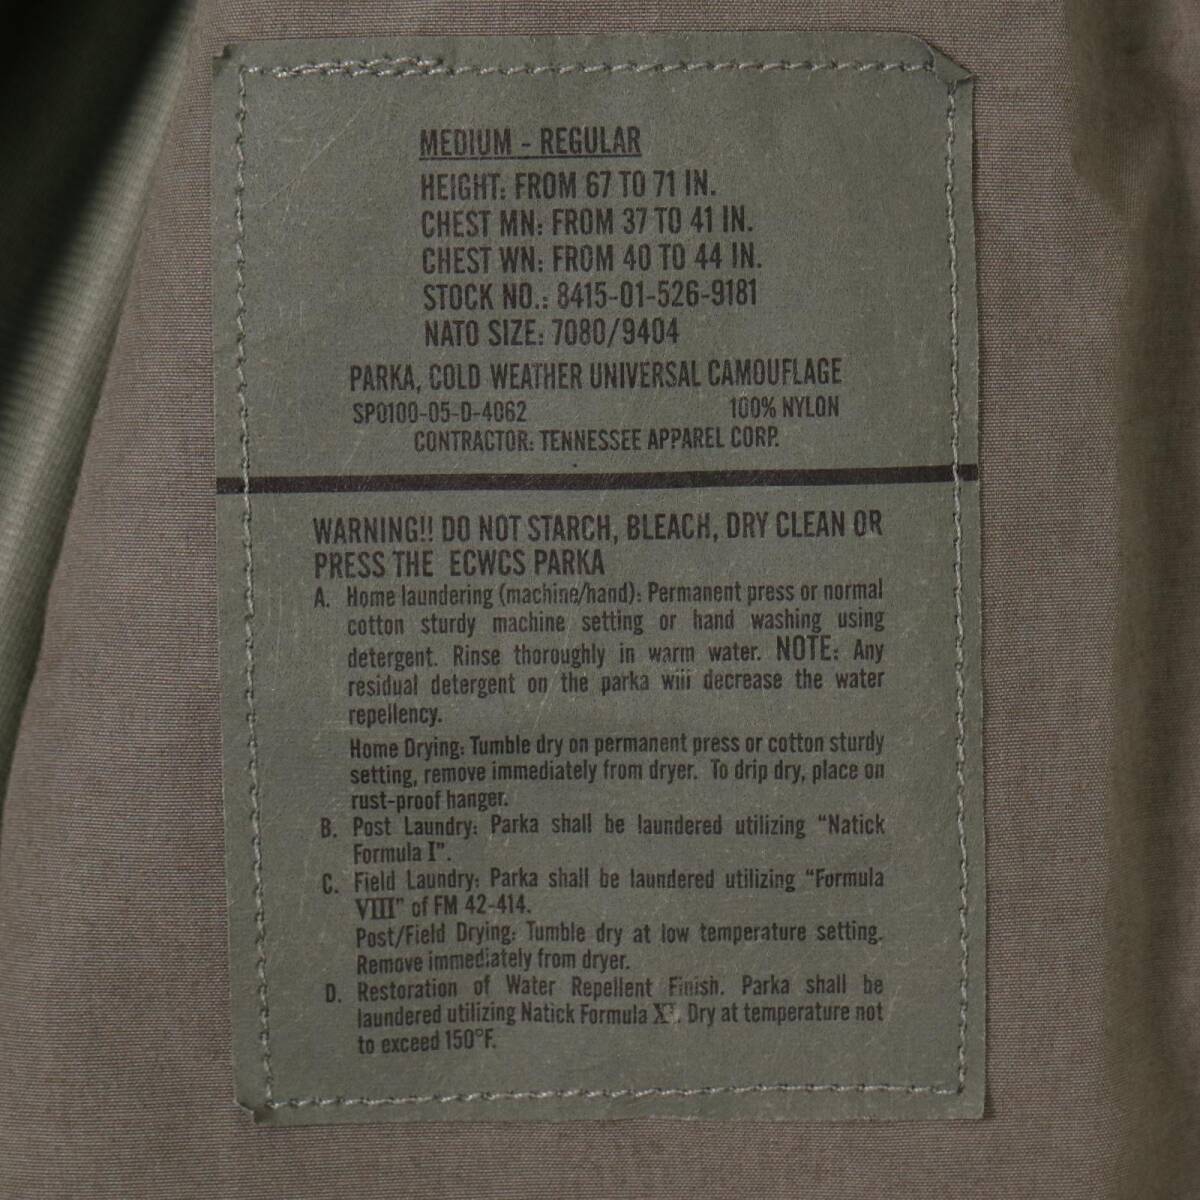 MEDIUM - REGULAR
HEIGHT: FROM 67 TO 71 IN.
CHEST MN: FROM 37 TO 41 IN.
CHEST WN: FROM 40 TO 44 IN.
STOCK NO.: 8415-01-526-9181
NATO SIZE: 7080/9404
PARKA, COLD WEATHER UNIVERSAL CAMOUFLAGE
SP0100-05-D-4062 100% NYLON
CONTRACTOR: TENNESSEE APPAREL CORP.
WARNING!! DO NOT STARCH, BLEACH, DRY CLEAN OR
PRESS THE ECWCS PARKA
A. Home laundering (machine/hand): Permanent press or normal
cotton sturdy machine setting or hand washing using
detergent. Rinse thoroughly in warm water. NOTE: Any
residual detergent on the parka will decrease the water
repellency.
Home Drying: Tumble dry on permanent press or cotton sturdy
setting, remove immediately from dryer. To drip dry, place on
rust-proof hanger.
B. Post Laundry: Parka shall be laundered utilizing "Natick
Formula I".
C. Field Laundry: Parka shall be laundered utilizing "Formula
VIII" of FM 42-414.
Post/Field Drying: Tumble dry at low temperature setting.
Remove immediately from dryer.
D. Restoration of Water Repellent Finish. Parka shall be
laundered utilizing Natick Formula Dry at temperature not
to exceed 150°F.